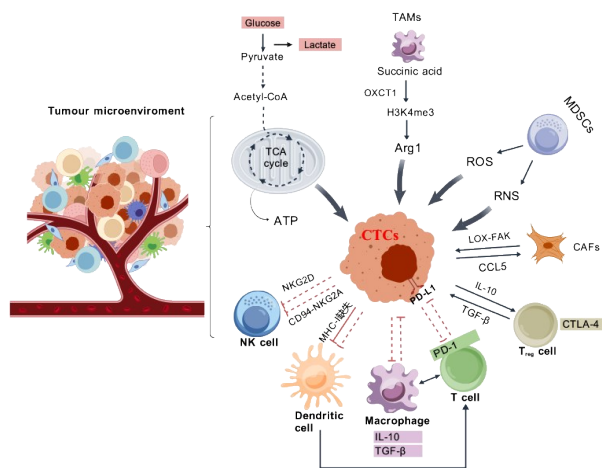 Glucose
Lactate
Pyruvate
Acetyl-CoA
TCA
cycle
ATP
Tumour microenviroment
TAMs
Succinic acid
OXCT1
H3K4me3
Arg1
MDSCs
ROS
RNS
CTCs
PD-L1
LOX-FAK
CCL5
CAFs
IL-10
TGF-β
CTLA-4
Treg cell
NKG2D
CD94-NKG2A
MHC-I缺失
NK cell
Dendritic
cell
Macrophage
IL-10
TGF-β
PD-1
T cell